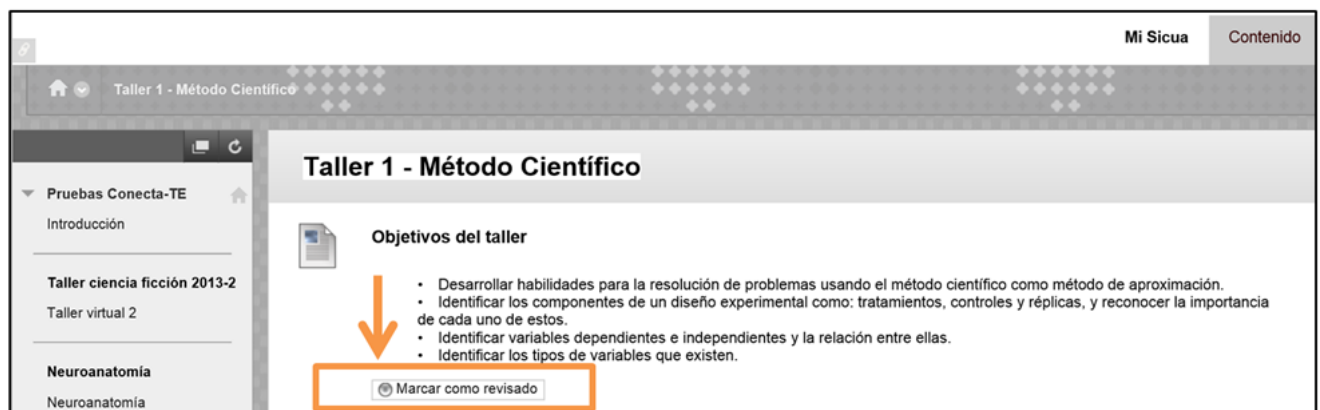 Mi Sicua
Contenido
Taller 1 - Método Científico
Pruebas Conecta-TE
Introducción
Taller ciencia ficción 2013-2
Taller virtual 2
Neuroanatomía
Neuroanatomía
Taller 1 - Método Científico
Objetivos del taller
• Desarrollar habilidades para la resolución de problemas usando el método científico como método de aproximación.
• Identificar los componentes de un diseño experimental como: tratamientos, controles y réplicas, y reconocer la importancia
de cada uno de estos.
• Identificar variables dependientes e independientes y la relación entre ellas.
• Identificar los tipos de variables que existen.
Marcar como revisado